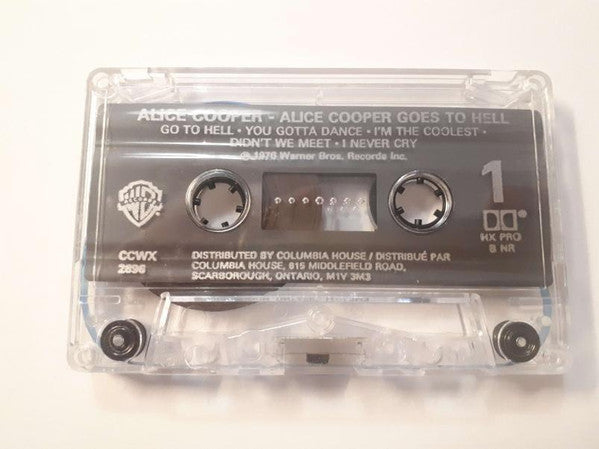 ALICE COOPER - ALICE COOPER GOES TO HELL
GO TO HELL • YOU GOTTA DANCE • I'M THE COOLEST •
DIDN'T WE MEET • I NEVER CRY
℗ 1976 Warner Bros. Records Inc.
1
HX PRO
B NR
CCWX
2896
DISTRIBUTED BY COLUMBIA HOUSE / DISTRIBUÉ PAR
COLUMBIA HOUSE, 815 MIDDLEFIELD ROAD,
SCARBOROUGH, ONTARIO, M1V 3M3